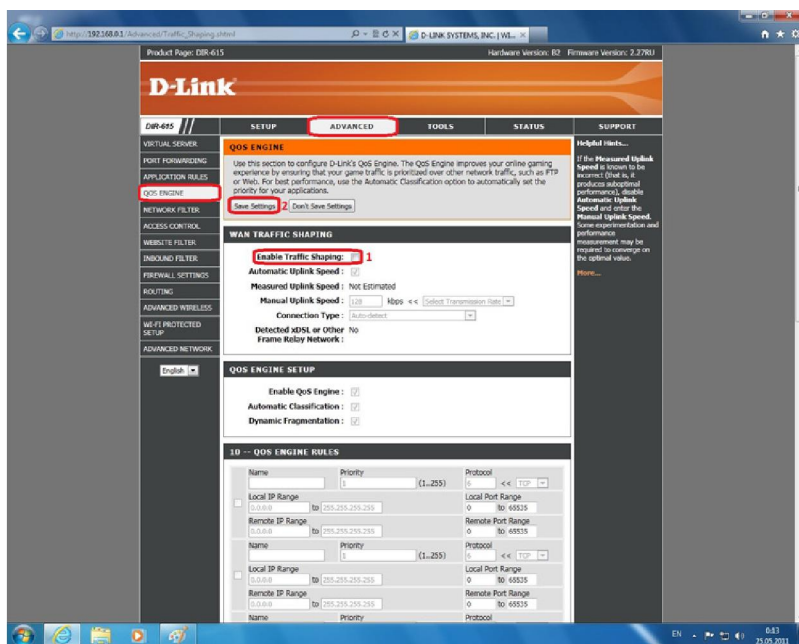 http://192.168.0.1/Advanced/Traffic_Shaping.shtml
D-LINK SYSTEMS, INC. | WI...
Product Page: DIR-615
Hardware Version: B2 Firmware Version: 2.27RU
D-Link
DIR-615
SETUP ADVANCED TOOLS STATUS SUPPORT
VIRTUAL SERVER
PORT FORWARDING
APPLICATION RULES
QOS ENGINE
NETWORK FILTER
ACCESS CONTROL
WEBSITE FILTER
INBOUND FILTER
FIREWALL SETTINGS
ROUTING
ADVANCED WIRELESS
WI-FI PROTECTED
SETUP
ADVANCED NETWORK
English
QOS ENGINE
Use this section to configure D-Link's QoS Engine. The QoS Engine improves your online gaming
experience by ensuring that your game traffic is prioritized over other network traffic, such as FTP
or Web. For best performance, use the Automatic Classification option to automatically set the
priority for your applications.
Save Settings 2 Don't Save Settings
WAN TRAFFIC SHAPING
Enable Traffic Shaping: 1
Automatic Uplink Speed :
Measured Uplink Speed : Not Estimated
Manual Uplink Speed : 128 kbps << Select Transmission Rate
Connection Type : Auto-detect
Detected xDSL or Other No
Frame Relay Network :
QOS ENGINE SETUP
Enable QoS Engine :
Automatic Classification :
Dynamic Fragmentation :
10 -- QOS ENGINE RULES
Name Priority Protocol
1 (1..255) 6 << TCP
Local IP Range Local Port Range
0.0.0.0 to 255.255.255.255 0 to 65535
Remote IP Range Remote Port Range
0.0.0.0 to 255.255.255.255 0 to 65535
Name Priority Protocol
1 (1..255) 6 << TCP
Local IP Range Local Port Range
0.0.0.0 to 255.255.255.255 0 to 65535
Remote IP Range Remote Port Range
0.0.0.0 to 255.255.255.255 0 to 65535
Name Priority Protocol
Helpful Hints...
If the Measured Uplink
Speed is known to be
incorrect (that is, it
produces suboptimal
performance), disable
Automatic Uplink
Speed and enter the
Manual Uplink Speed.
Some experimentation and
performance
measurement may be
required to converge on
the optimal value.
More...
EN
0:13
25.05.2011